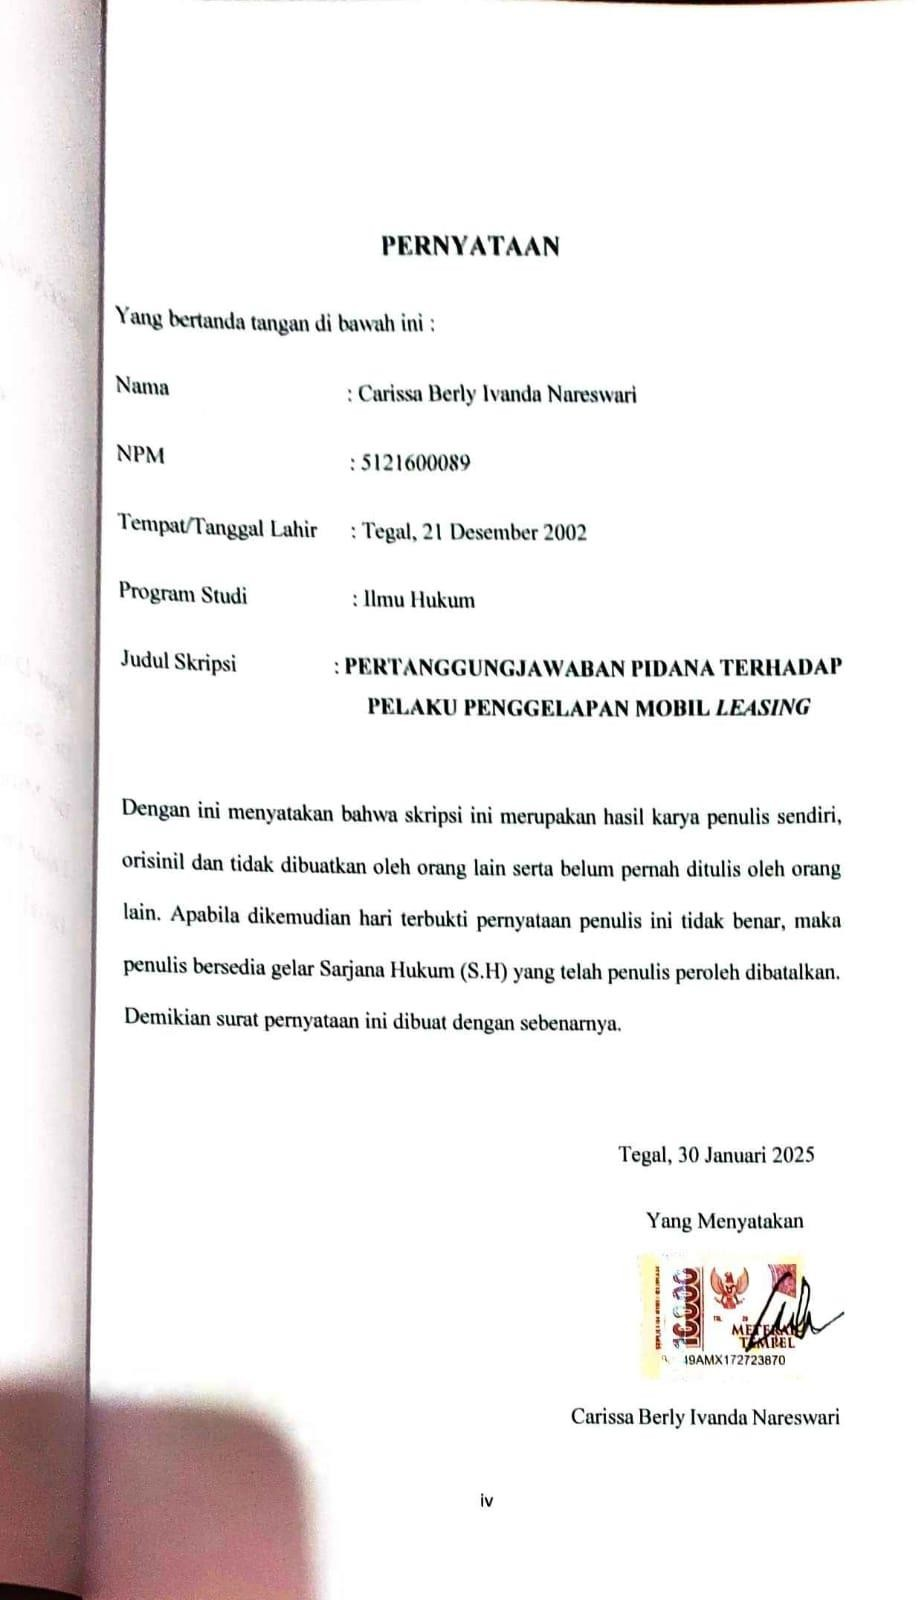 PERNYATAAN
Yang bertanda tangan di bawah ini :
Nama : Carissa Berly Ivanda Nareswari
NPM : 5121600089
Tempat/Tanggal Lahir : Tegal, 21 Desember 2002
Program Studi : Ilmu Hukum
Judul Skripsi : PERTANGGUNGJAWABAN PIDANA TERHADAP
PELAKU PENGGELAPAN MOBIL LEASING
Dengan ini menyatakan bahwa skripsi ini merupakan hasil karya penulis sendiri,
orisinil dan tidak dibuatkan oleh orang lain serta belum pernah ditulis oleh orang
lain. Apabila dikemudian hari terbukti pernyataan penulis ini tidak benar, maka
penulis bersedia gelar Sarjana Hukum (S.H) yang telah penulis peroleh dibatalkan.
Demikian surat pernyataan ini dibuat dengan sebenarnya.
Tegal, 30 Januari 2025
Yang Menyatakan
10000
METERAI
TEMPEL
49AMX172723870
Carissa Berly Ivanda Nareswari
iv